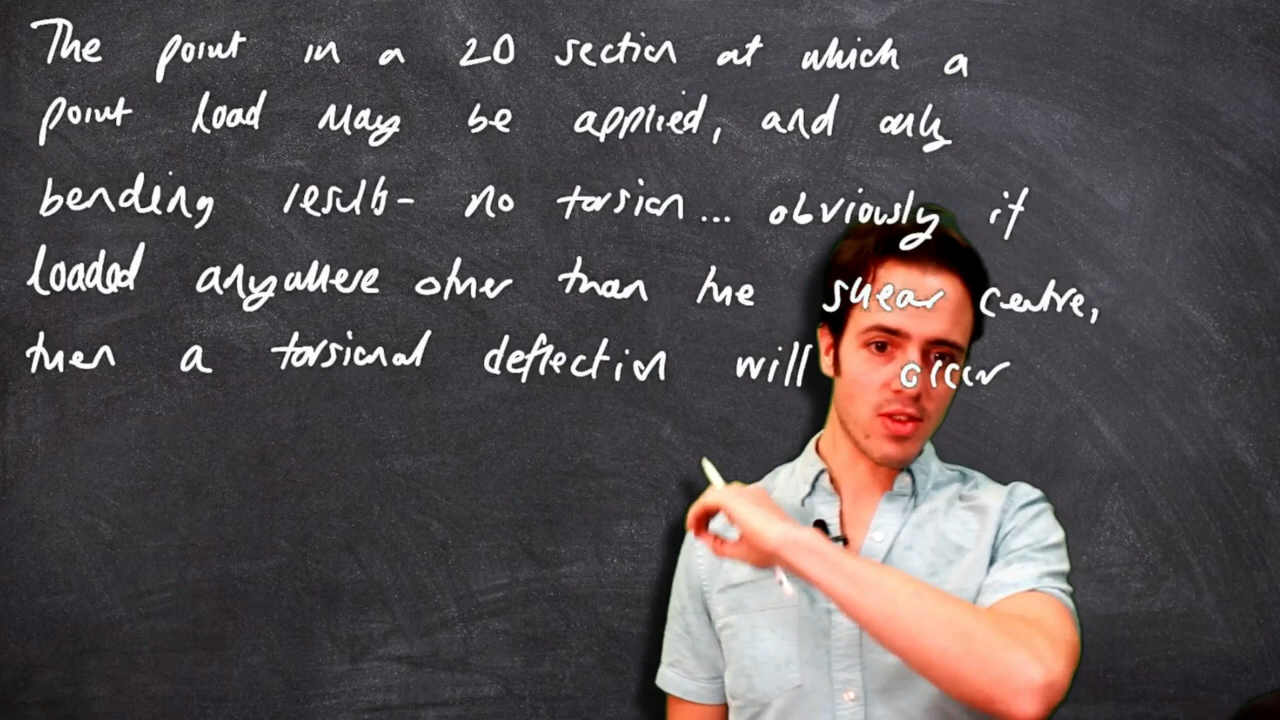 The point in a 2D section at which a
point load may be applied, and only
bending results - no torsion... obviously if
loaded anywhere other than the shear centre,
then a torsional deflection will occur